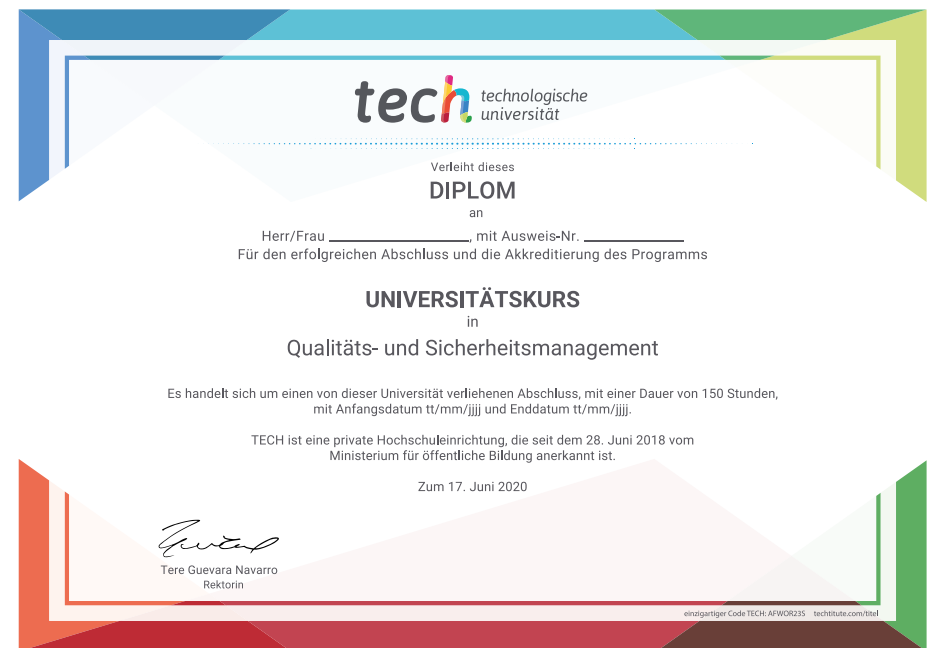 tech technologische
universität
Verleiht dieses
DIPLOM
an
Herr/Frau ____________, mit Ausweis-Nr. ____________
Für den erfolgreichen Abschluss und die Akkreditierung des Programms
UNIVERSITÄTSKURS
in
Qualitäts- und Sicherheitsmanagement
Es handelt sich um einen von dieser Universität verliehenen Abschluss, mit einer Dauer von 150 Stunden,
mit Anfangsdatum tt/mm/jjjj und Enddatum tt/mm/jjjj.
TECH ist eine private Hochschuleinrichtung, die seit dem 28. Juni 2018 vom
Ministerium für öffentliche Bildung anerkannt ist.
Zum 17. Juni 2020
Tere Guevara Navarro
Rektorin
einzigartiger Code TECH: AFWOR23S techtitute.com/titel